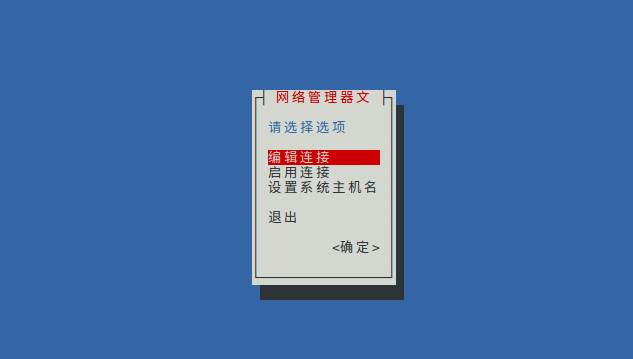 网络管理器文
请选择选项
编辑连接
启用连接
设置系统主机名
退出
<确定>